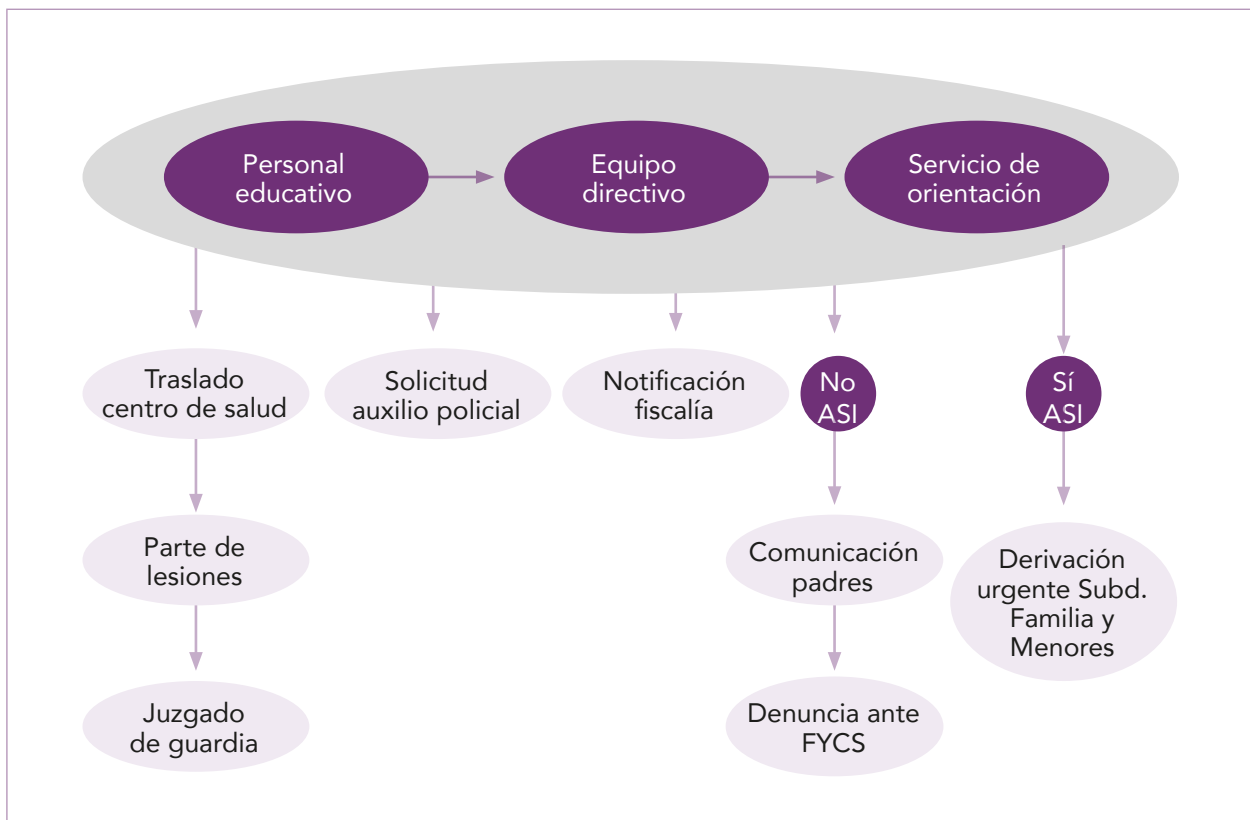 Personal
educativo
Equipo
directivo
Servicio de
orientación
Traslado
centro de salud
Solicitud
auxilio policial
Notificación
fiscalía
No
ASI
Sí
ASI
Parte de
lesiones
Comunicación
padres
Derivación
urgente Subd.
Familia y
Menores
Juzgado
de guardia
Denuncia ante
FYCS